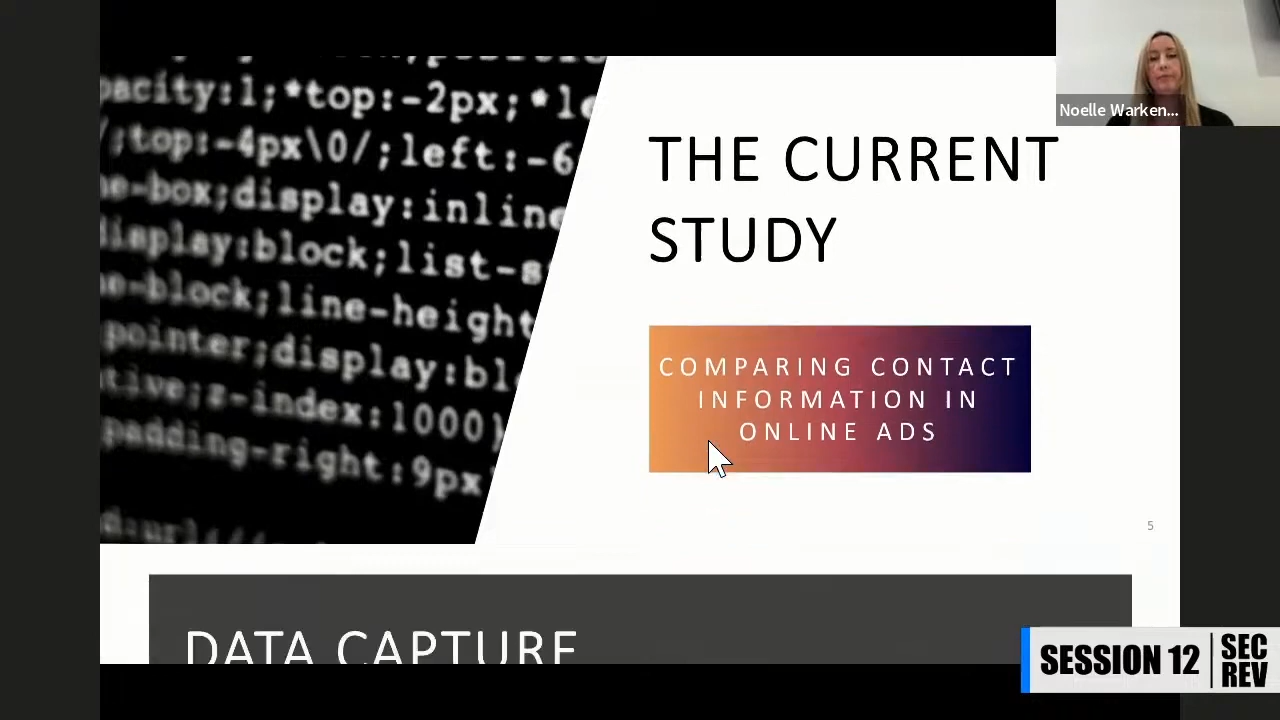 pacity:1;*top:-2px;*le
/;top:-4px\0/;left:-6
e-box;display:inline
display:block;list-s
e-block;line-height
pointer;display:bl
tive;z-index:1000}
padding-right:9px
d:url(
THE CURRENT
STUDY
COMPARING CONTACT
INFORMATION IN
ONLINE ADS
5
DATA CAPTURE
Noelle Warken...
SESSION 12
SEC
REV